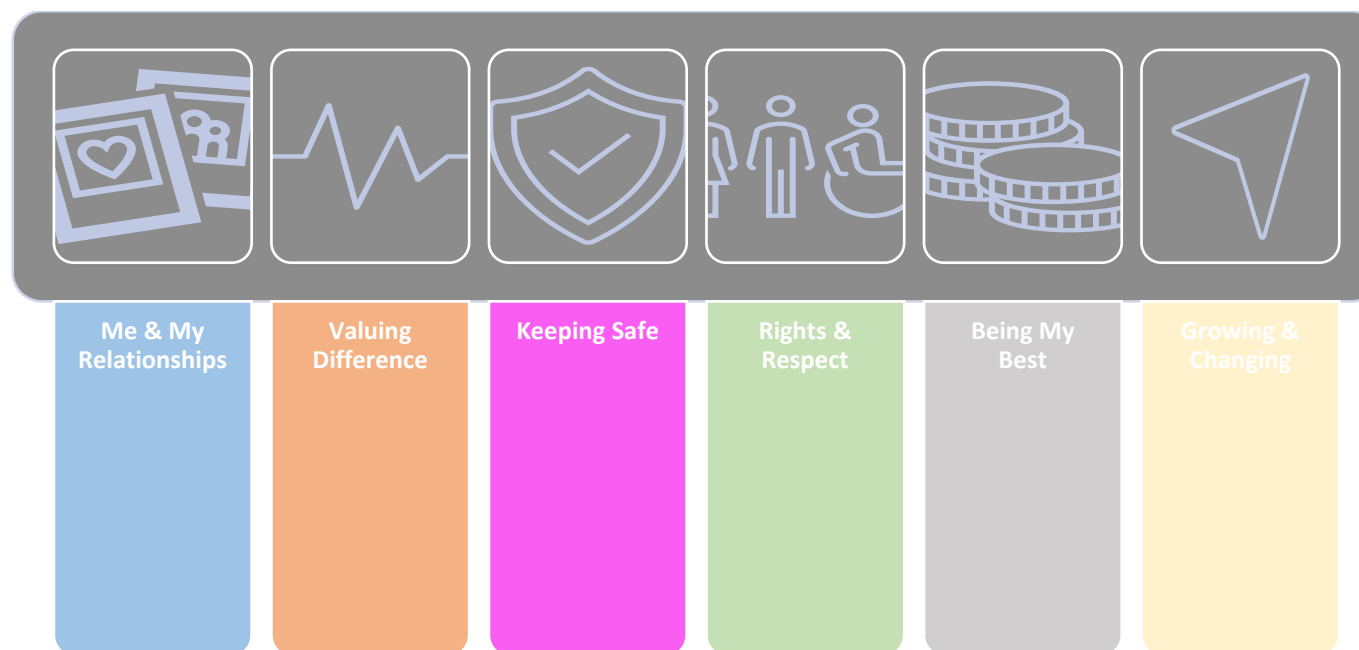 Me & My
Relationships
Valuing
Difference
Keeping Safe
Rights &
Respect
Being My
Best
Growing &
Changing